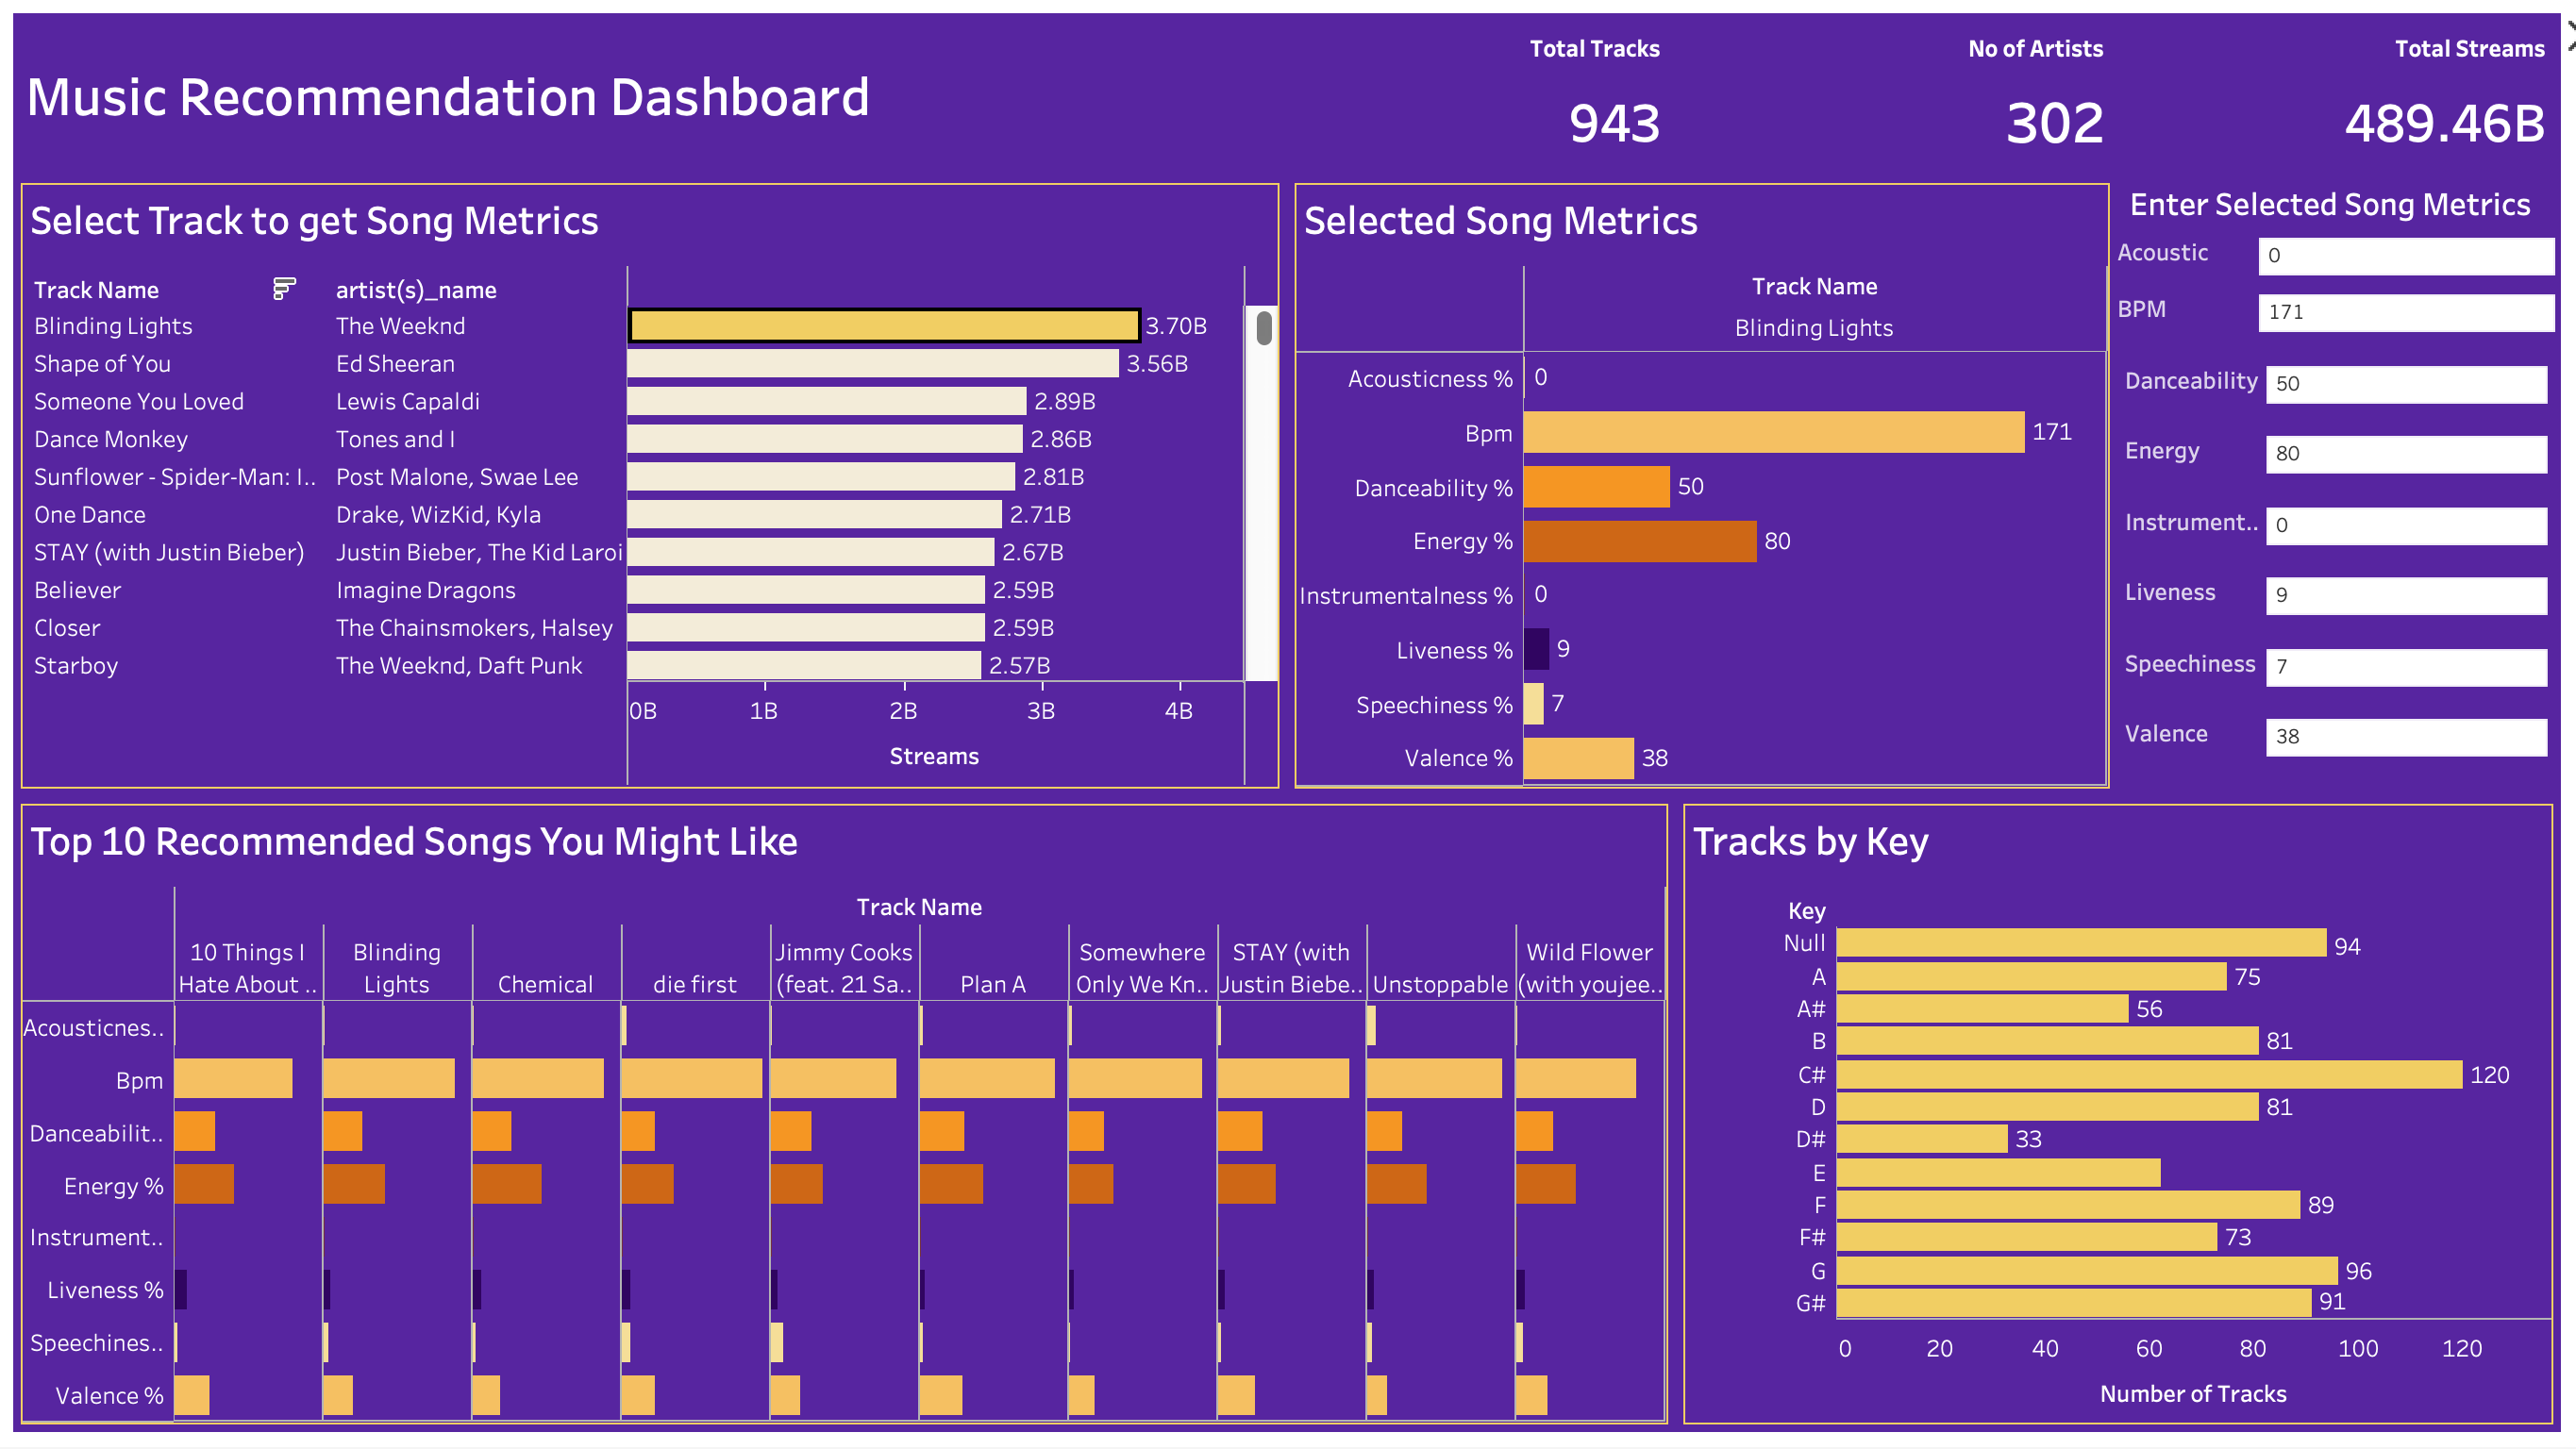 Music Recommendation Dashboard
Total Tracks
943
No of Artists
302
Total Streams
489.46B
Select Track to get Song Metrics
Track Name artist(s)_name
Blinding Lights The Weeknd 3.70B
Shape of You Ed Sheeran 3.56B
Someone You Loved Lewis Capaldi 2.89B
Dance Monkey Tones and I 2.86B
Sunflower - Spider-Man: I.. Post Malone, Swae Lee 2.81B
One Dance Drake, WizKid, Kyla 2.71B
STAY (with Justin Bieber) Justin Bieber, The Kid Laroi 2.67B
Believer Imagine Dragons 2.59B
Closer The Chainsmokers, Halsey 2.59B
Starboy The Weeknd, Daft Punk 2.57B
0B 1B 2B 3B 4B
Streams
Selected Song Metrics
Track Name
Blinding Lights
Acousticness % 0
Bpm 171
Danceability % 50
Energy % 80
Instrumentalness % 0
Liveness % 9
Speechiness % 7
Valence % 38
Enter Selected Song Metrics
Acoustic 0
BPM 171
Danceability 50
Energy 80
Instrument.. 0
Liveness 9
Speechiness 7
Valence 38
Top 10 Recommended Songs You Might Like
Track Name
10 Things I
Hate About ..
Blinding
Lights
Chemical
die first
Jimmy Cooks
(feat. 21 Sa..
Plan A
Somewhere
Only We Kn..
STAY (with
Justin Biebe..
Unstoppable
Wild Flower
(with youjee..
Acousticnes..
Bpm
Danceabilit..
Energy %
Instrument..
Liveness %
Speechines..
Valence %
Tracks by Key
Key
Null 94
A 75
A# 56
B 81
C# 120
D 81
D# 33
E
F 89
F# 73
G 96
G# 91
0 20 40 60 80 100 120
Number of Tracks